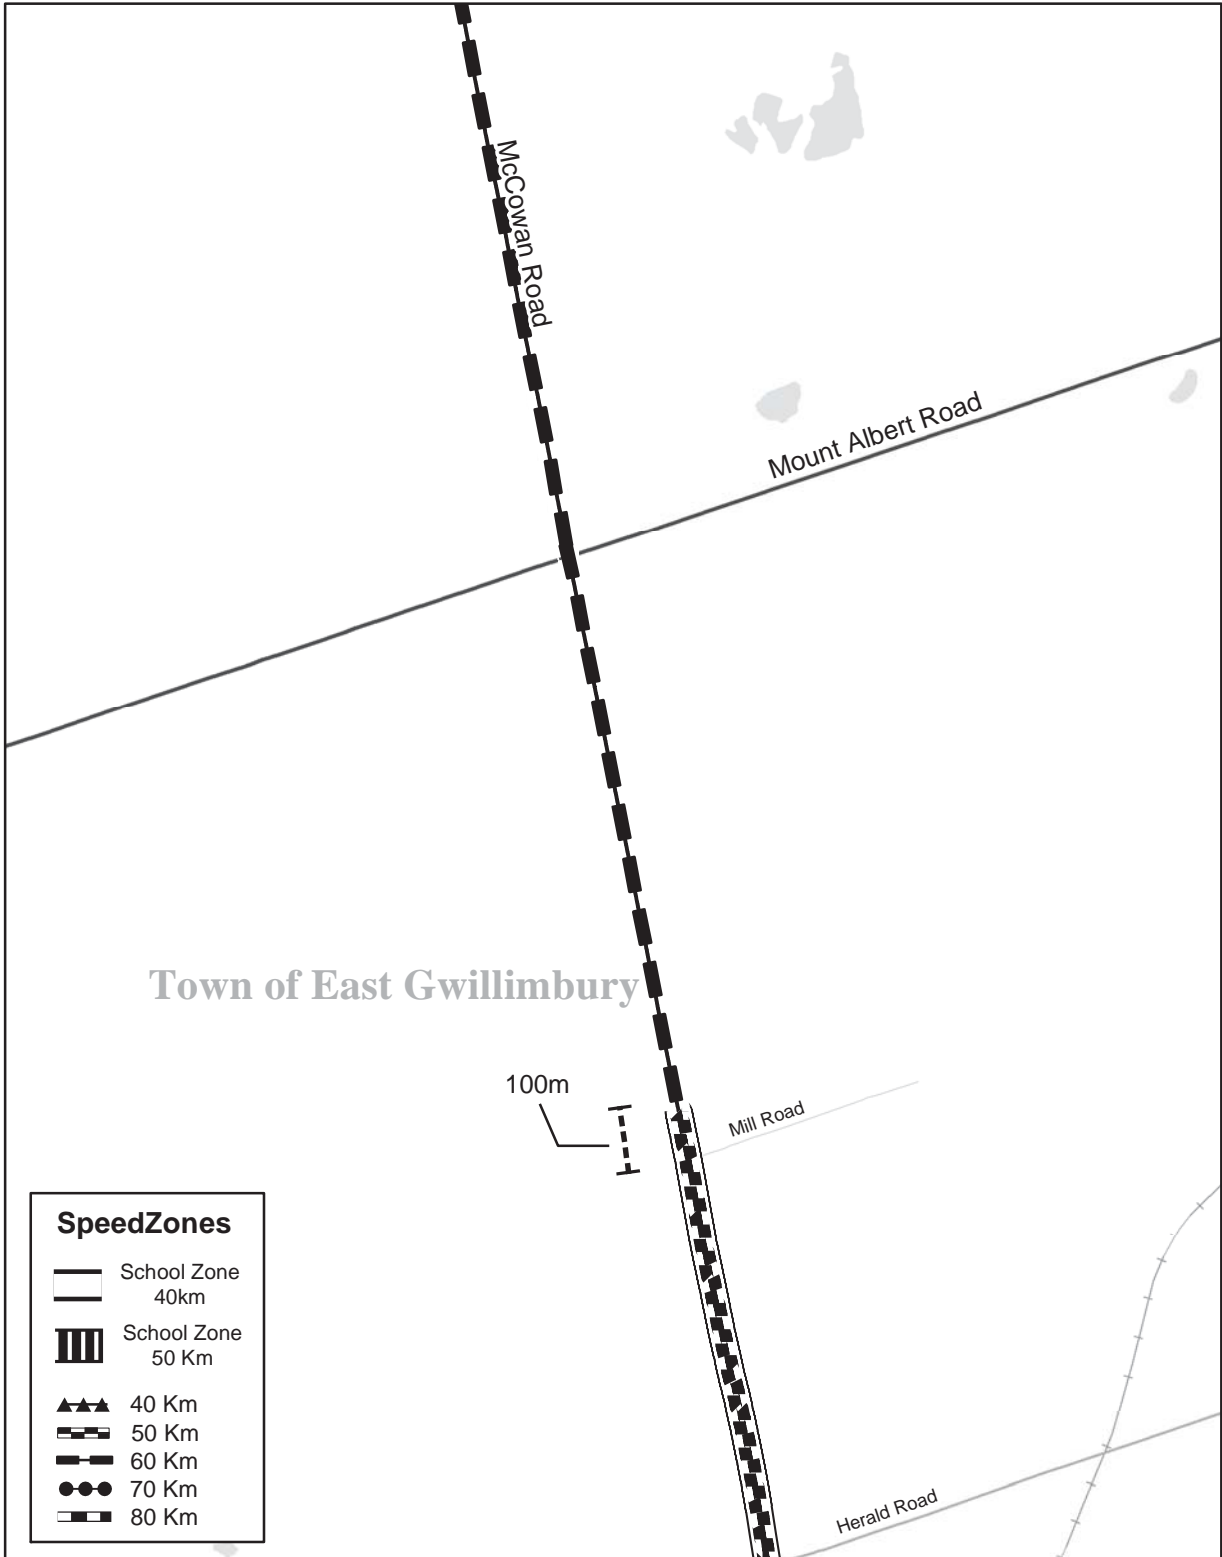 McCowan Road
Mount Albert Road
Town of East Gwillimbury
100m
Mill Road
SpeedZones
School Zone
40km
School Zone
50 Km
40 Km
50 Km
60 Km
70 Km
80 Km
Herald Road